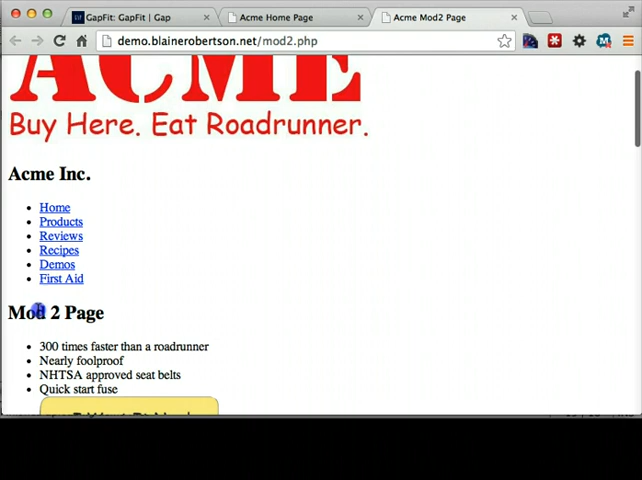 GapFit: GapFit | Gap
Acme Home Page
Acme Mod2 Page
demo.blainerobertson.net/mod2.php
ACME
Buy Here. Eat Roadrunner.
Acme Inc.
Home
Products
Reviews
Recipes
Demos
First Aid
Mod 2 Page
300 times faster than a roadrunner
Nearly foolproof
NHTSA approved seat belts
Quick start fuse